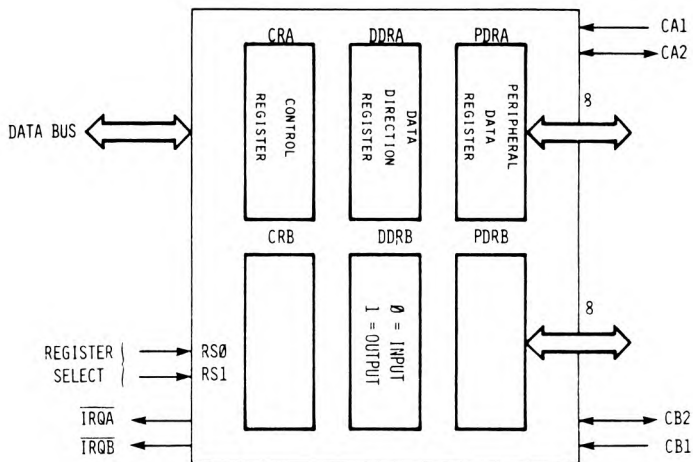 CRA
DDRA
PDRA
CA1
CA2
CONTROL
REGISTER
DATA
DIRECTION
REGISTER
PERIPHERAL
DATA
REGISTER
8
DATA BUS
CRB
DDRB
PDRB
Ø = INPUT
1 = OUTPUT
8
REGISTER
SELECT
RSØ
RS1
IRQA
IRQB
CB2
CB1